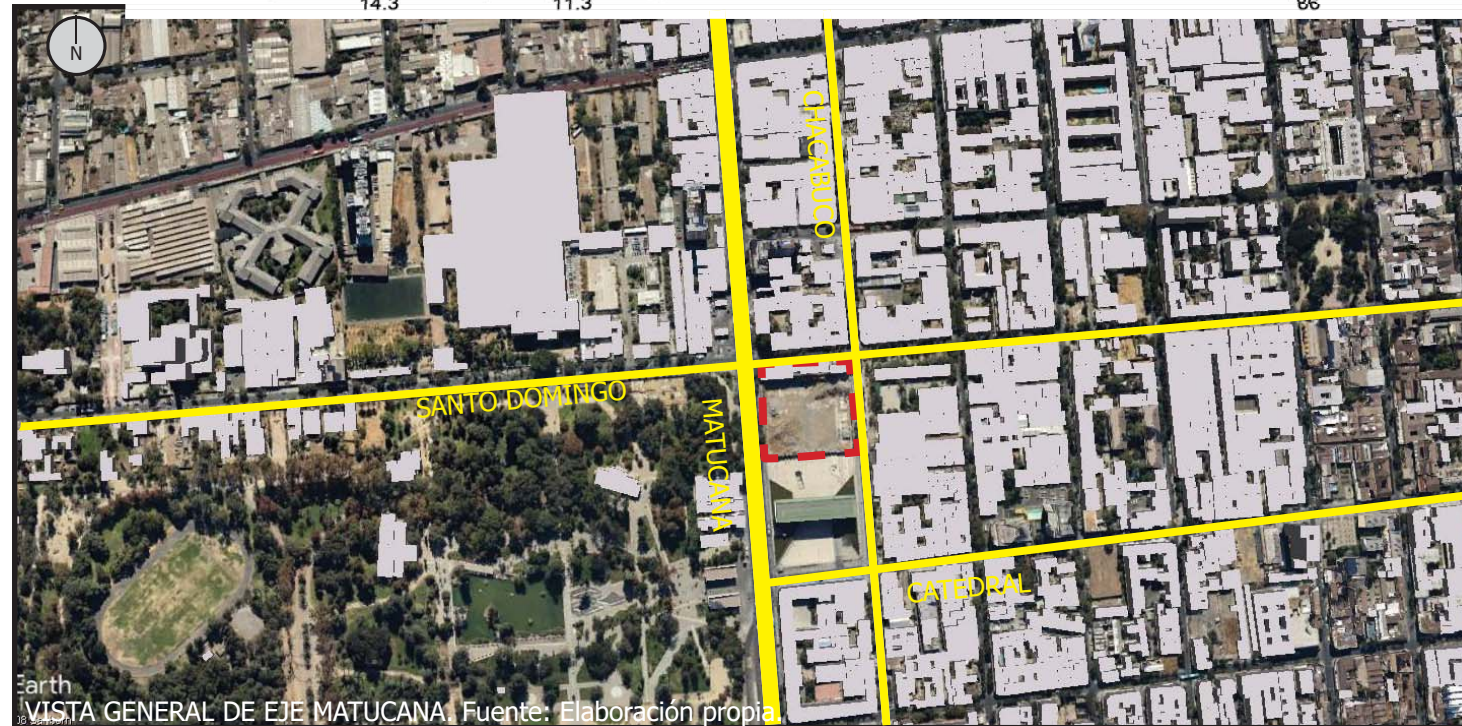 14.3 11.3 86
N
CHACABUCO
SANTO DOMINGO
MATUCANA
CATEDRAL
Earth
VISTA GENERAL DE EJE MATUCANA. Fuente: Elaboración propia.